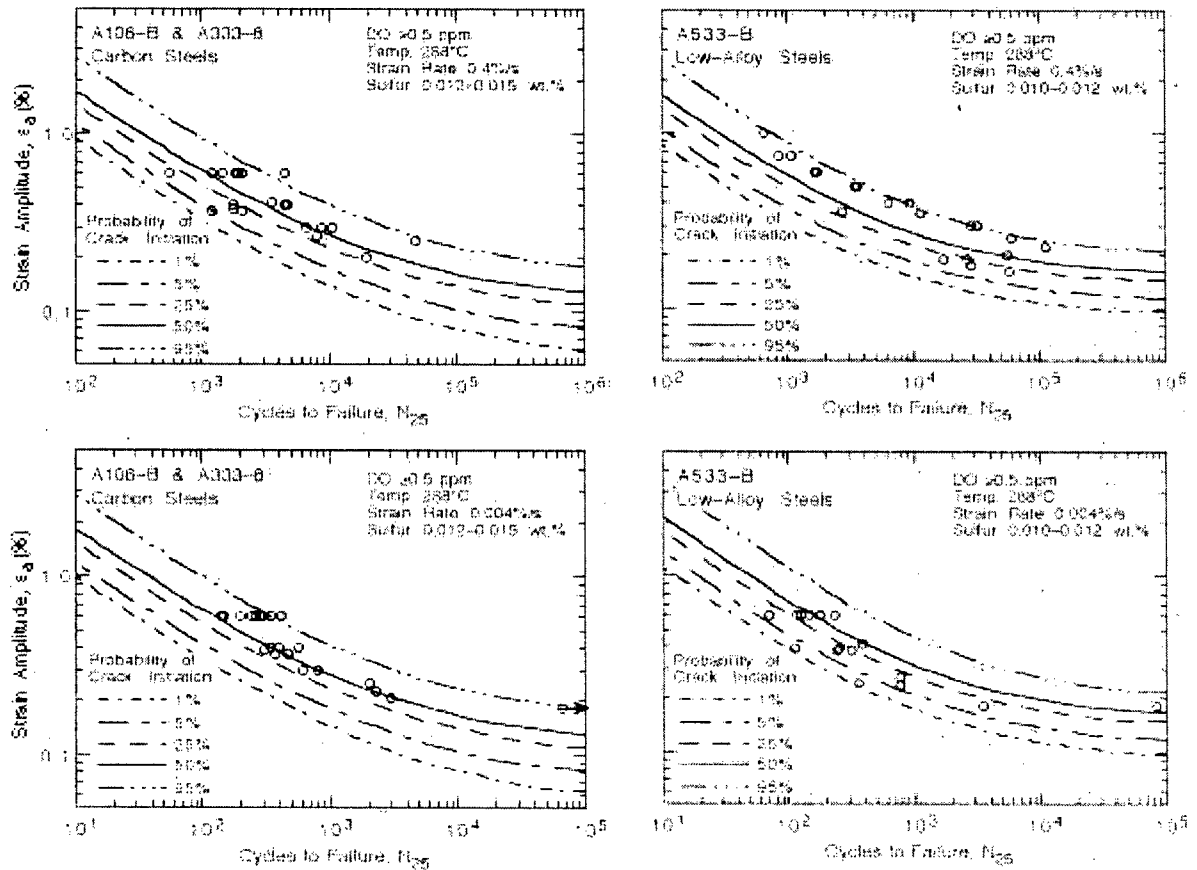 A106-B & A333-6
Carbon Steels
DO ≥0.5 ppm
Temp. 288°C
Strain Rate 0.4%/s
Sulfur 0.012-0.015 wt.%
Strain Amplitude, εa (%)
1.0
0.1
Probability of
Crack Initiation
1%
5%
25%
50%
95%
10²
10³
10⁴
10⁵
10⁶
Cycles to Failure, N25
A533-B
Low-Alloy Steels
DO ≥0.5 ppm
Temp. 288°C
Strain Rate 0.4%/s
Sulfur 0.010-0.012 wt.%
Probability of
Crack Initiation
1%
5%
25%
50%
95%
10²
10³
10⁴
10⁵
10⁶
Cycles to Failure, N25
A106-B & A333-6
Carbon Steels
DO ≥0.5 ppm
Temp. 288°C
Strain Rate 0.004%/s
Sulfur 0.012-0.015 wt.%
Strain Amplitude, εa (%)
1.0
0.1
Probability of
Crack Initiation
1%
5%
25%
50%
95%
10¹
10²
10³
10⁴
10⁵
Cycles to Failure, N25
A533-B
Low-Alloy Steels
DO ≥0.5 ppm
Temp. 288°C
Strain Rate 0.004%/s
Sulfur 0.010-0.012 wt.%
Probability of
Crack Initiation
1%
5%
25%
50%
95%
10¹
10²
10³
10⁴
10⁵
Cycles to Failure, N25